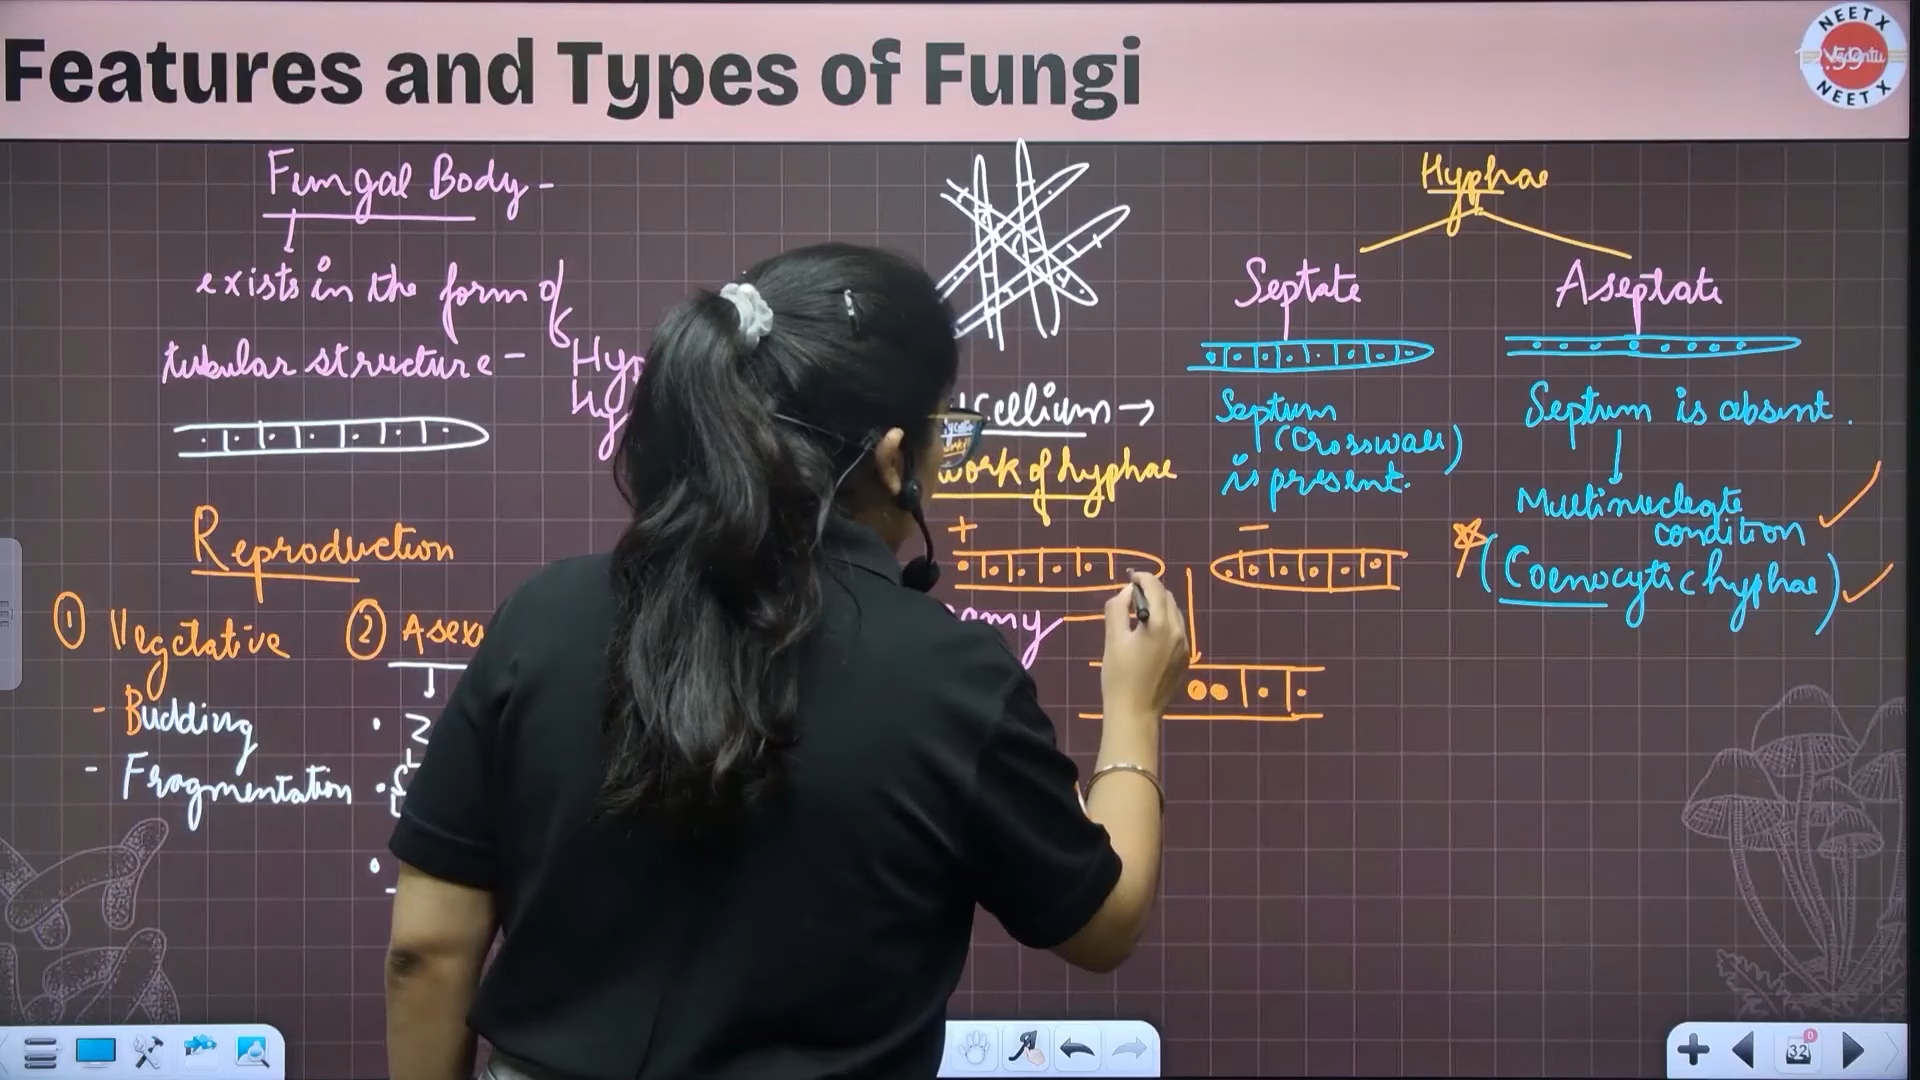 Features and Types of Fungi
NEET X
Vedantu
NEET X
Fungal Body -
exists in the form of
tubular structure -
Reproduction
① Vegetative
- Budding
- Fragmentation
②
work of hyphae
+
-
Hyphae
Septate
Aseptate
Septum
(Crosswall)
is present.
Septum is absent.
Multinucleate
condition
(Coenocytic hyphae)
32
0